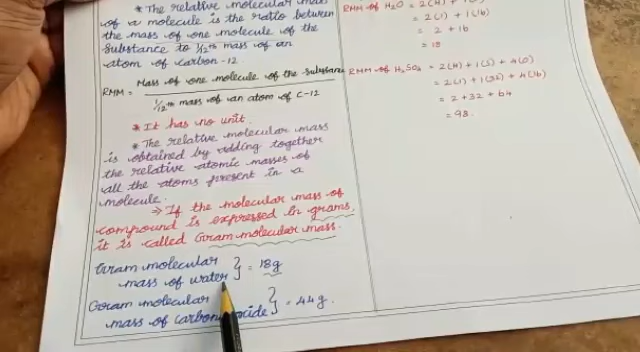 * The relative molecular mass
of a molecule is the ratio between
the mass of one molecule of the
substance to 1/12th mass of an
atom of carbon-12.
RMM = Mass of one molecule of the substance
1/12th mass of an atom of C-12
* It has no unit.
* The relative molecular mass
is obtained by adding together
the relative atomic masses of
all the atoms present in a
molecule.
⇒ If the molecular mass of
compound is expressed in grams,
it is called Gram molecular mass.
Gram molecular
mass of water } = 18g
Gram molecular
mass of carbon } = 44g.
RMM of H2O = 2(H) +
= 2(1) + 1(16)
= 2 + 16
= 18
RMM of H2SO4 = 2(H) + 1(S) + 4(O)
= 2(1) + 1(32) + 4(16)
= 2 + 32 + 64
= 98.